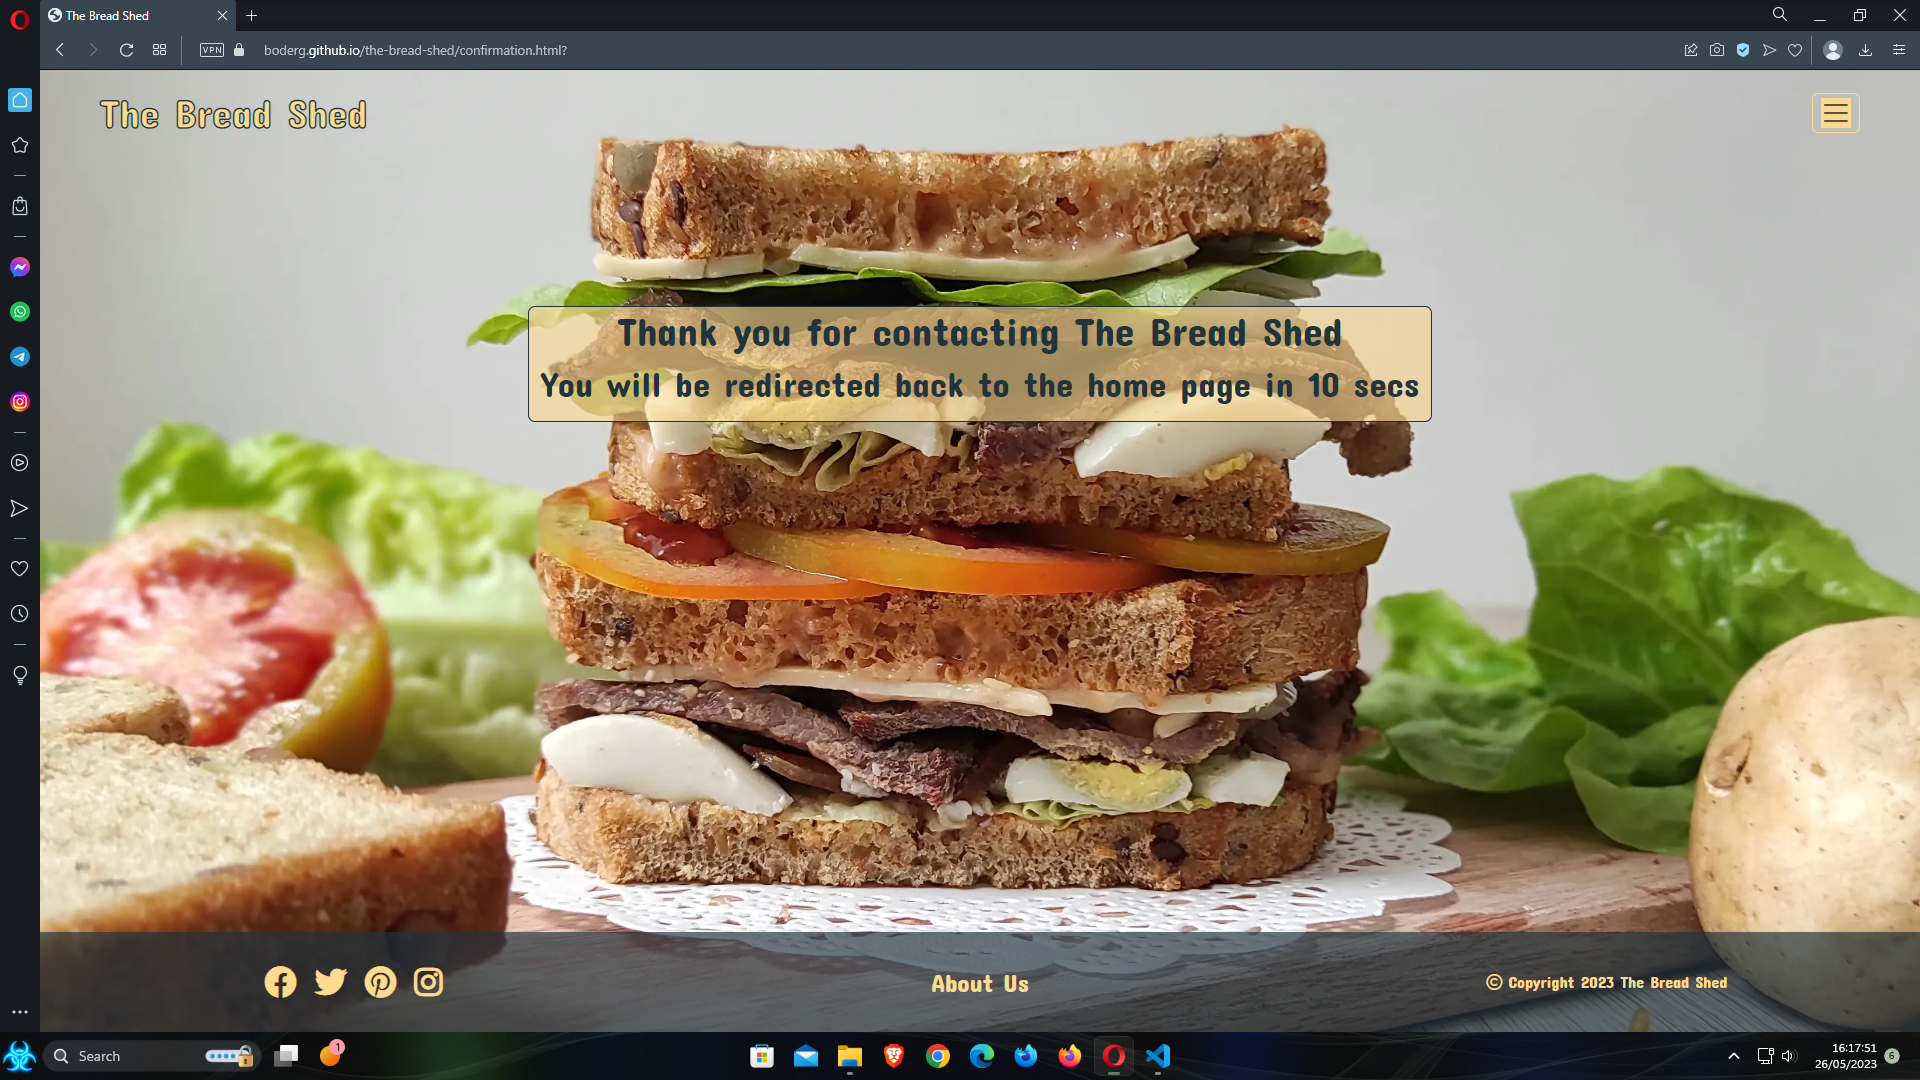 The Bread Shed
VPN
boderg.github.io/the-bread-shed/confirmation.html?
The Bread Shed
Thank you for contacting The Bread Shed
You will be redirected back to the home page in 10 secs
About Us
© Copyright 2023 The Bread Shed
Search
1
16:17:51
26/05/2023
6